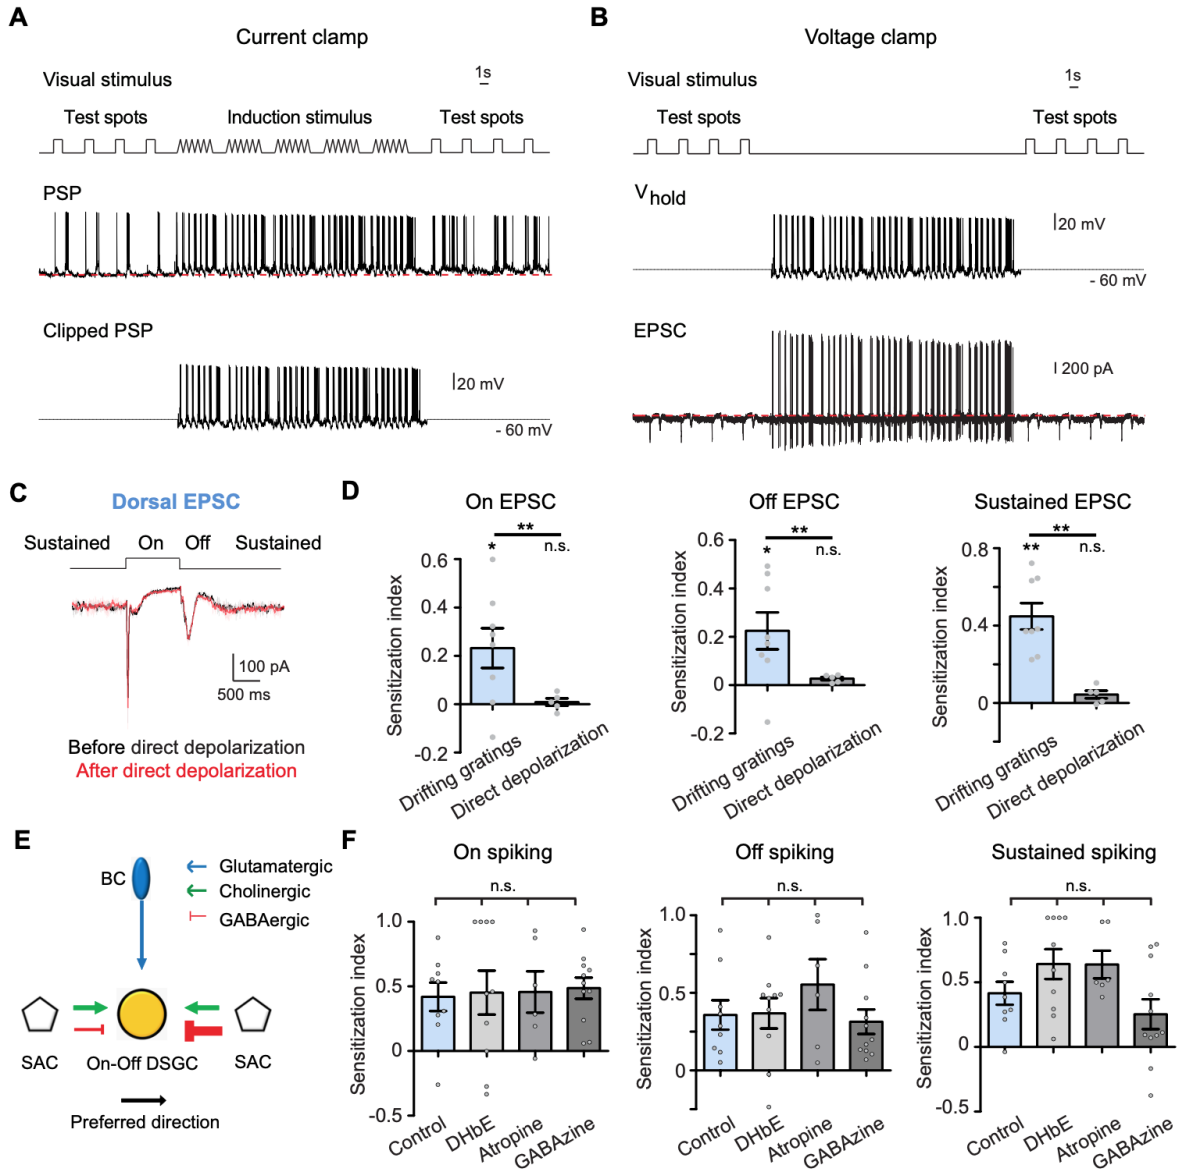 A
Current clamp
Visual stimulus
1s
Test spots
Induction stimulus
Test spots
PSP
Clipped PSP
20 mV
- 60 mV
B
Voltage clamp
Visual stimulus
1s
Test spots
Test spots
Vhold
20 mV
- 60 mV
EPSC
200 pA
C
Dorsal EPSC
Sustained On Off Sustained
100 pA
500 ms
Before direct depolarization
After direct depolarization
D
On EPSC
**
* n.s.
Sensitization index
0.6
0.4
0.2
0
-0.2
Drifting gratings
Direct depolarization
Off EPSC
**
* n.s.
Sensitization index
0.6
0.4
0.2
0
-0.2
Drifting gratings
Direct depolarization
Sustained EPSC
**
** n.s.
Sensitization index
0.8
0.4
0
Drifting gratings
Direct depolarization
E
BC
Glutamatergic
Cholinergic
GABAergic
SAC On-Off DSGC SAC
Preferred direction
F
On spiking
n.s.
Sensitization index
1.0
0.5
0
-0.5
Control
DHbE
Atropine
GABAzine
Off spiking
n.s.
Sensitization index
1.0
0.5
0
Control
DHbE
Atropine
GABAzine
Sustained spiking
n.s.
Sensitization index
1.0
0.5
0
-0.5
Control
DHbE
Atropine
GABAzine